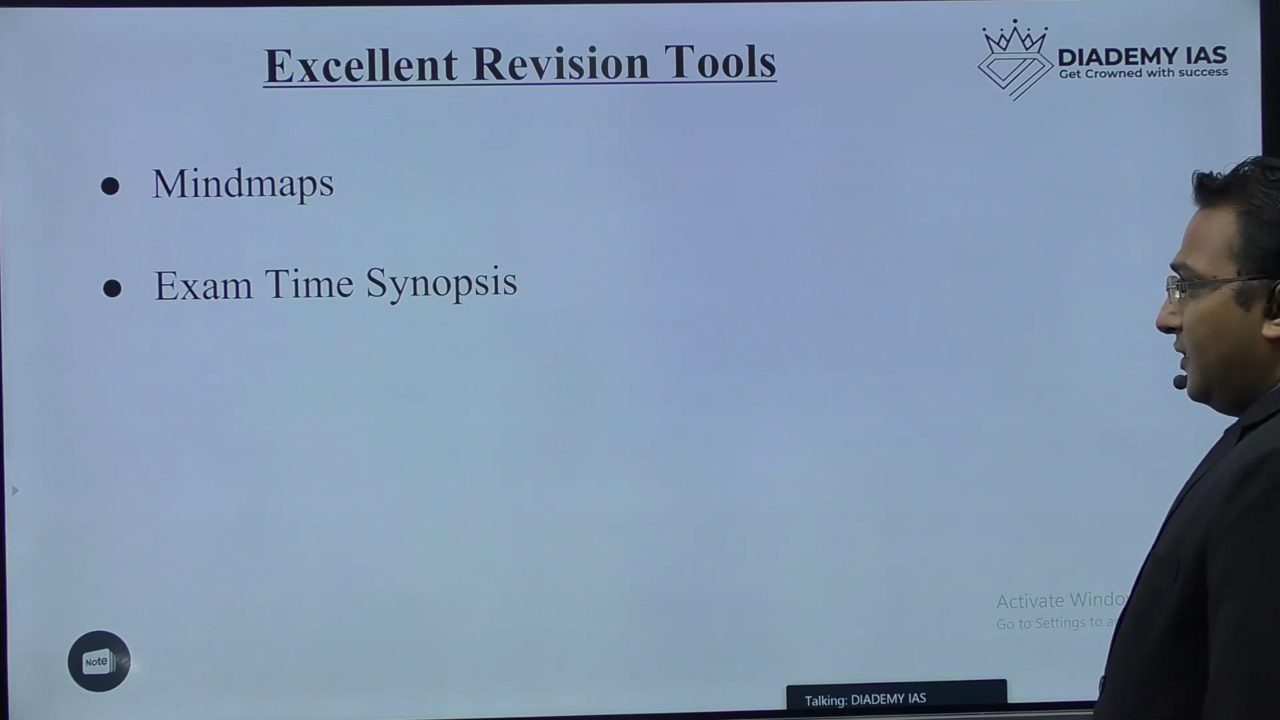 Excellent Revision Tools
DIADEMY IAS
Get Crowned with success
● Mindmaps
● Exam Time Synopsis
Activate Windo
Go to Settings to a
Note
Talking: DIADEMY IAS